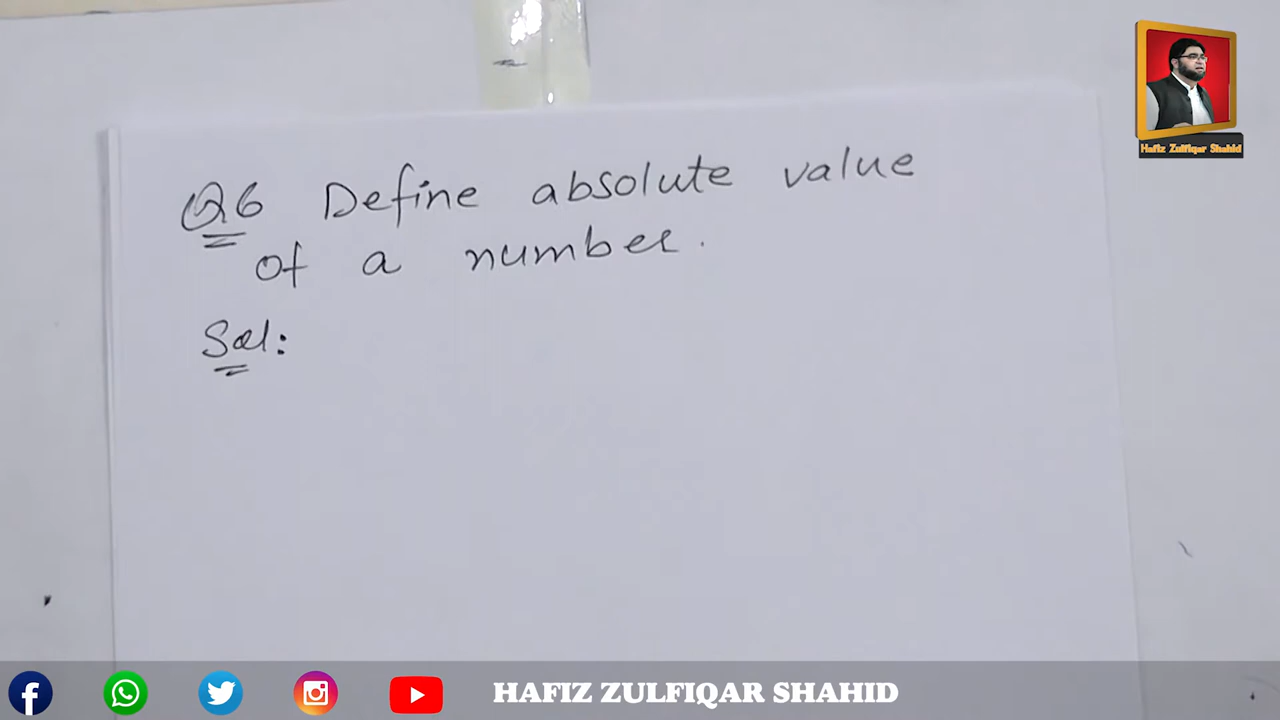 Q6 Define absolute value
of a number.
Sol:
Hafiz Zulfiqar Shahid
HAFIZ ZULFIQAR SHAHID